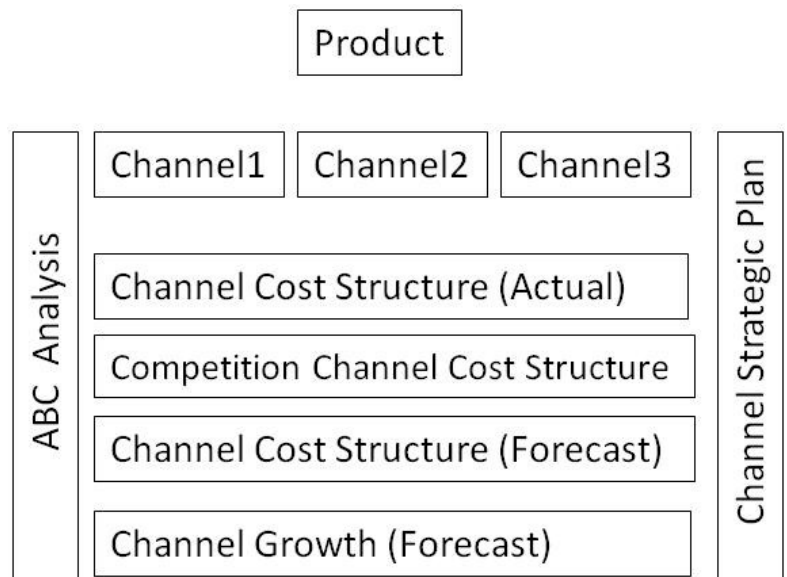 Product
Channel1
Channel2
Channel3
ABC Analysis
Channel Cost Structure (Actual)
Competition Channel Cost Structure
Channel Cost Structure (Forecast)
Channel Growth (Forecast)
Channel Strategic Plan